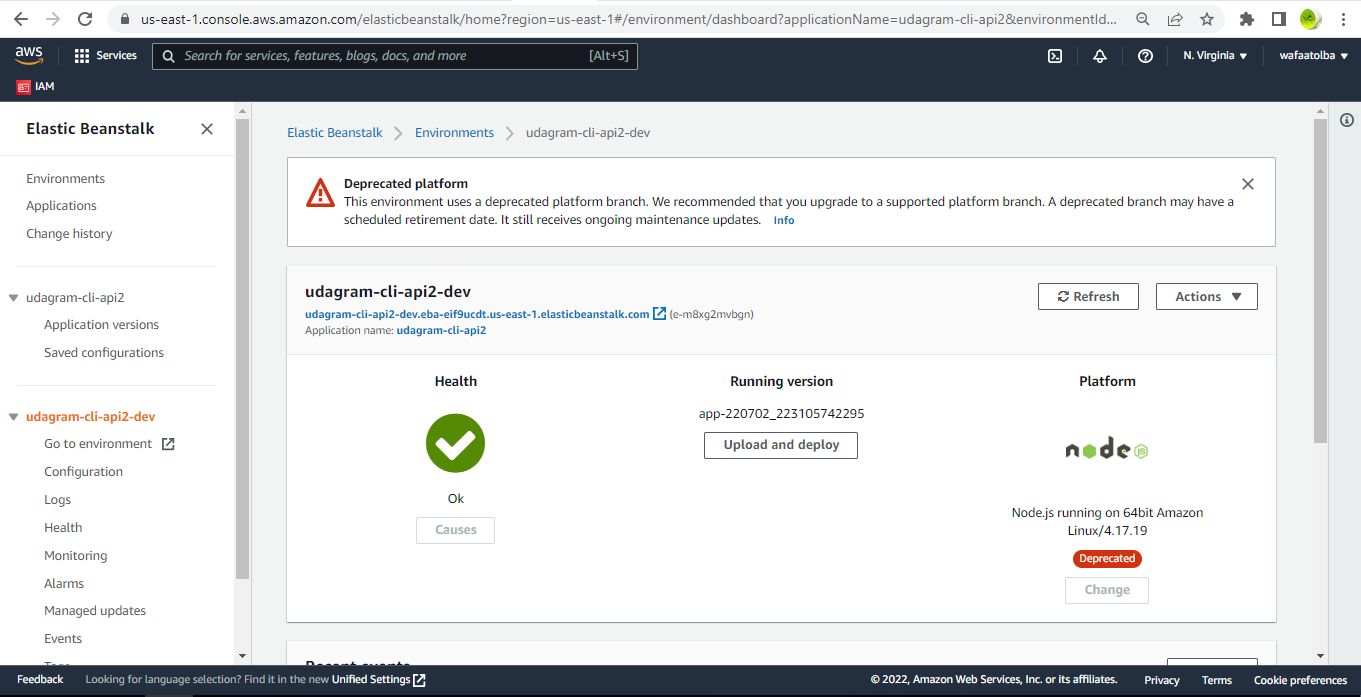 us-east-1.console.aws.amazon.com/elasticbeanstalk/home?region=us-east-1#/environment/dashboard?applicationName=udagram-cli-api2&environmentId...
aws
Services
Search for services, features, blogs, docs, and more
[Alt+S]
N. Virginia
wafaatolba
IAM
Elastic Beanstalk
Environments
Applications
Change history
udagram-cli-api2
Application versions
Saved configurations
udagram-cli-api2-dev
Go to environment
Configuration
Logs
Health
Monitoring
Alarms
Managed updates
Events
Tags
Elastic Beanstalk
Environments
udagram-cli-api2-dev
Deprecated platform
This environment uses a deprecated platform branch. We recommended that you upgrade to a supported platform branch. A deprecated branch may have a
scheduled retirement date. It still receives ongoing maintenance updates. Info
udagram-cli-api2-dev
udagram-cli-api2-dev.eba-eif9ucdt.us-east-1.elasticbeanstalk.com (e-m8xg2mvbgn)
Application name: udagram-cli-api2
Refresh
Actions
Health
Ok
Causes
Running version
app-220702_223105742295
Upload and deploy
Platform
node JS
Node.js running on 64bit Amazon
Linux/4.17.19
Deprecated
Change
Recent events
Feedback
Looking for language selection? Find it in the new Unified Settings
© 2022, Amazon Web Services, Inc. or its affiliates.
Privacy
Terms
Cookie preferences